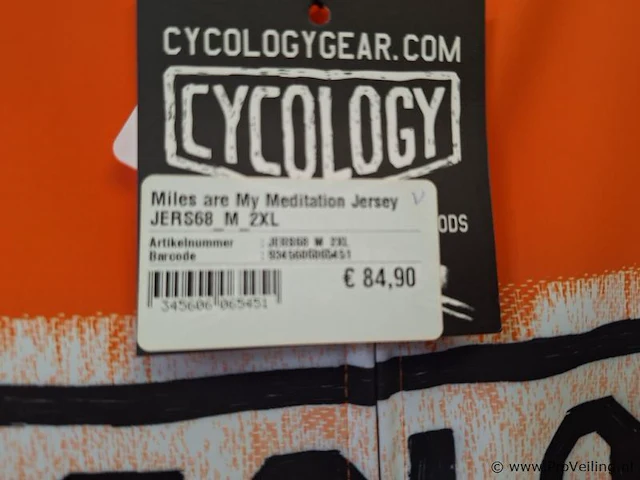 CYCOLOGYGEAR.COM
CYCOLOGY
Miles are My Meditation Jersey
JERS68_M_2XL
ODS
Artikelnummer : JERS68_M_2XL
Barcode
€ 84,90
345606 065451
© www.ProVeiling.nl